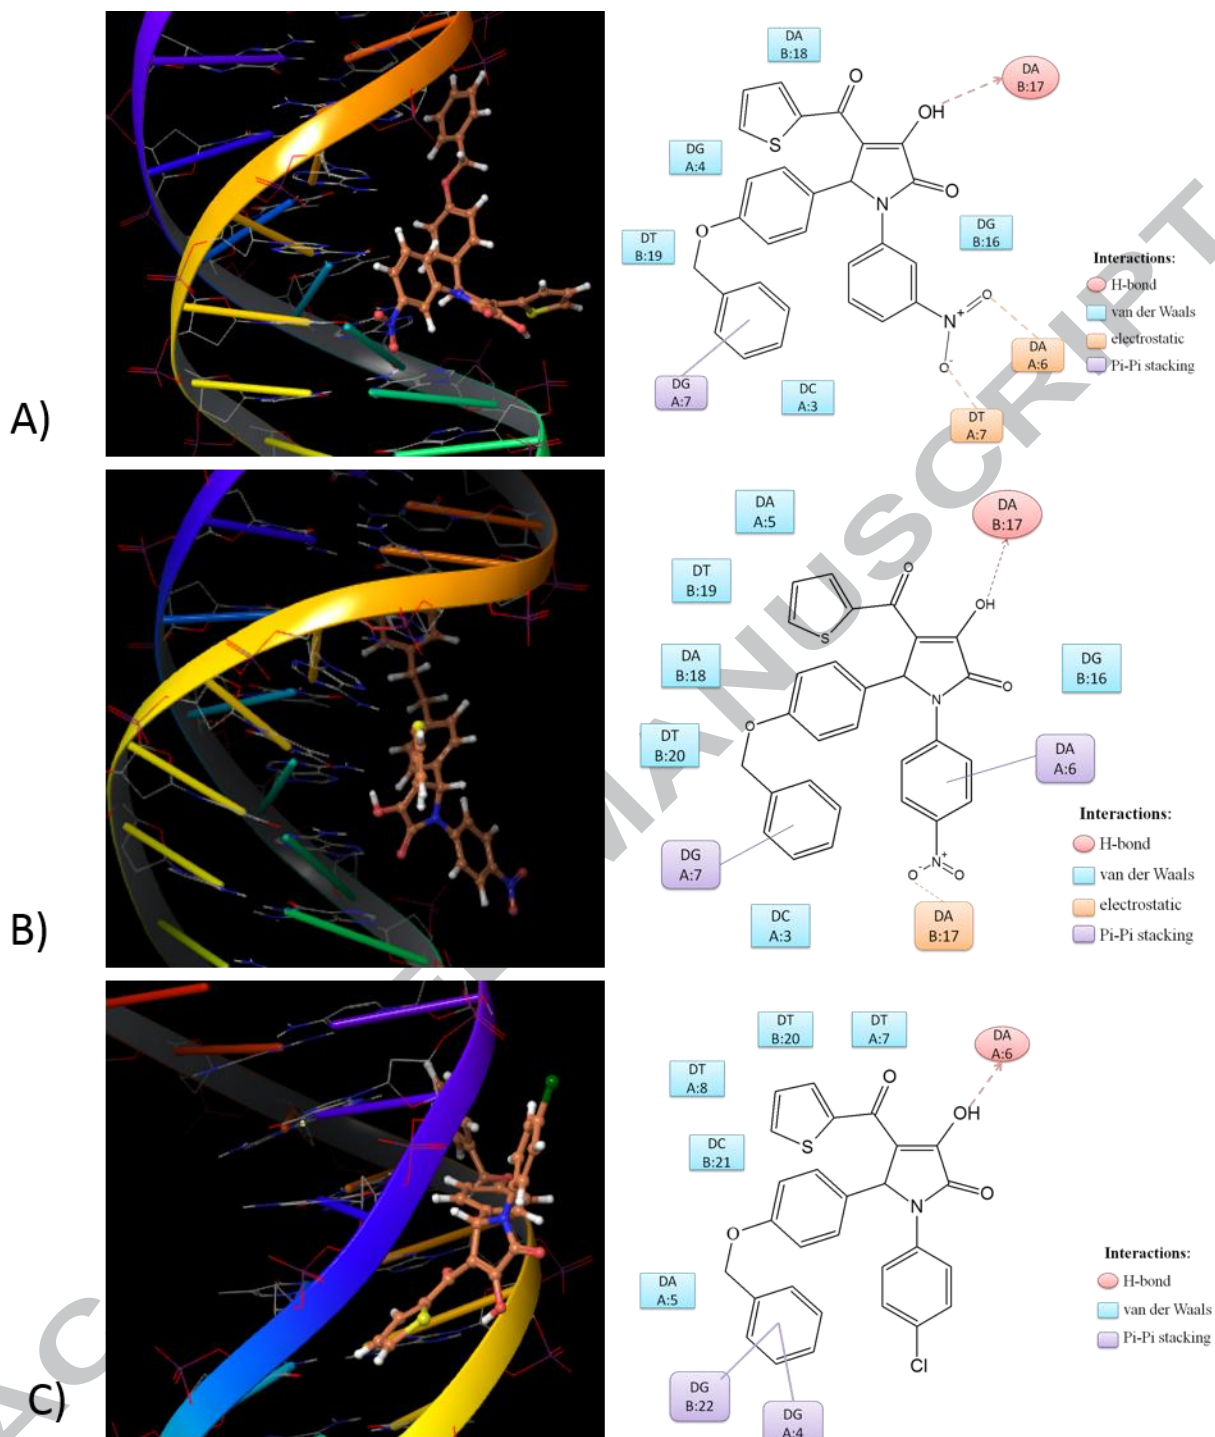 A)
DA
B:18
DA
B:17
O
OH
S
DG
A:4
O
N
DT
B:19
O
DG
B:16
Interactions:
H-bond
van der Waals
electrostatic
Pi-Pi stacking
N+
O
O-
DA
A:6
DG
A:7
DC
A:3
DT
A:7
B)
DA
A:5
DA
B:17
DT
B:19
O
OH
S
DA
B:18
DG
B:16
O
N
DT
B:20
O
DA
A:6
DG
A:7
N+
O-
O
DC
A:3
DA
B:17
Interactions:
H-bond
van der Waals
electrostatic
Pi-Pi stacking
C)
DT
B:20
DT
A:7
DA
A:6
DT
A:8
O
OH
S
DC
B:21
O
N
O
DA
A:5
Cl
DG
B:22
DG
A:4
Interactions:
H-bond
van der Waals
Pi-Pi stacking
MANUSCRIPT